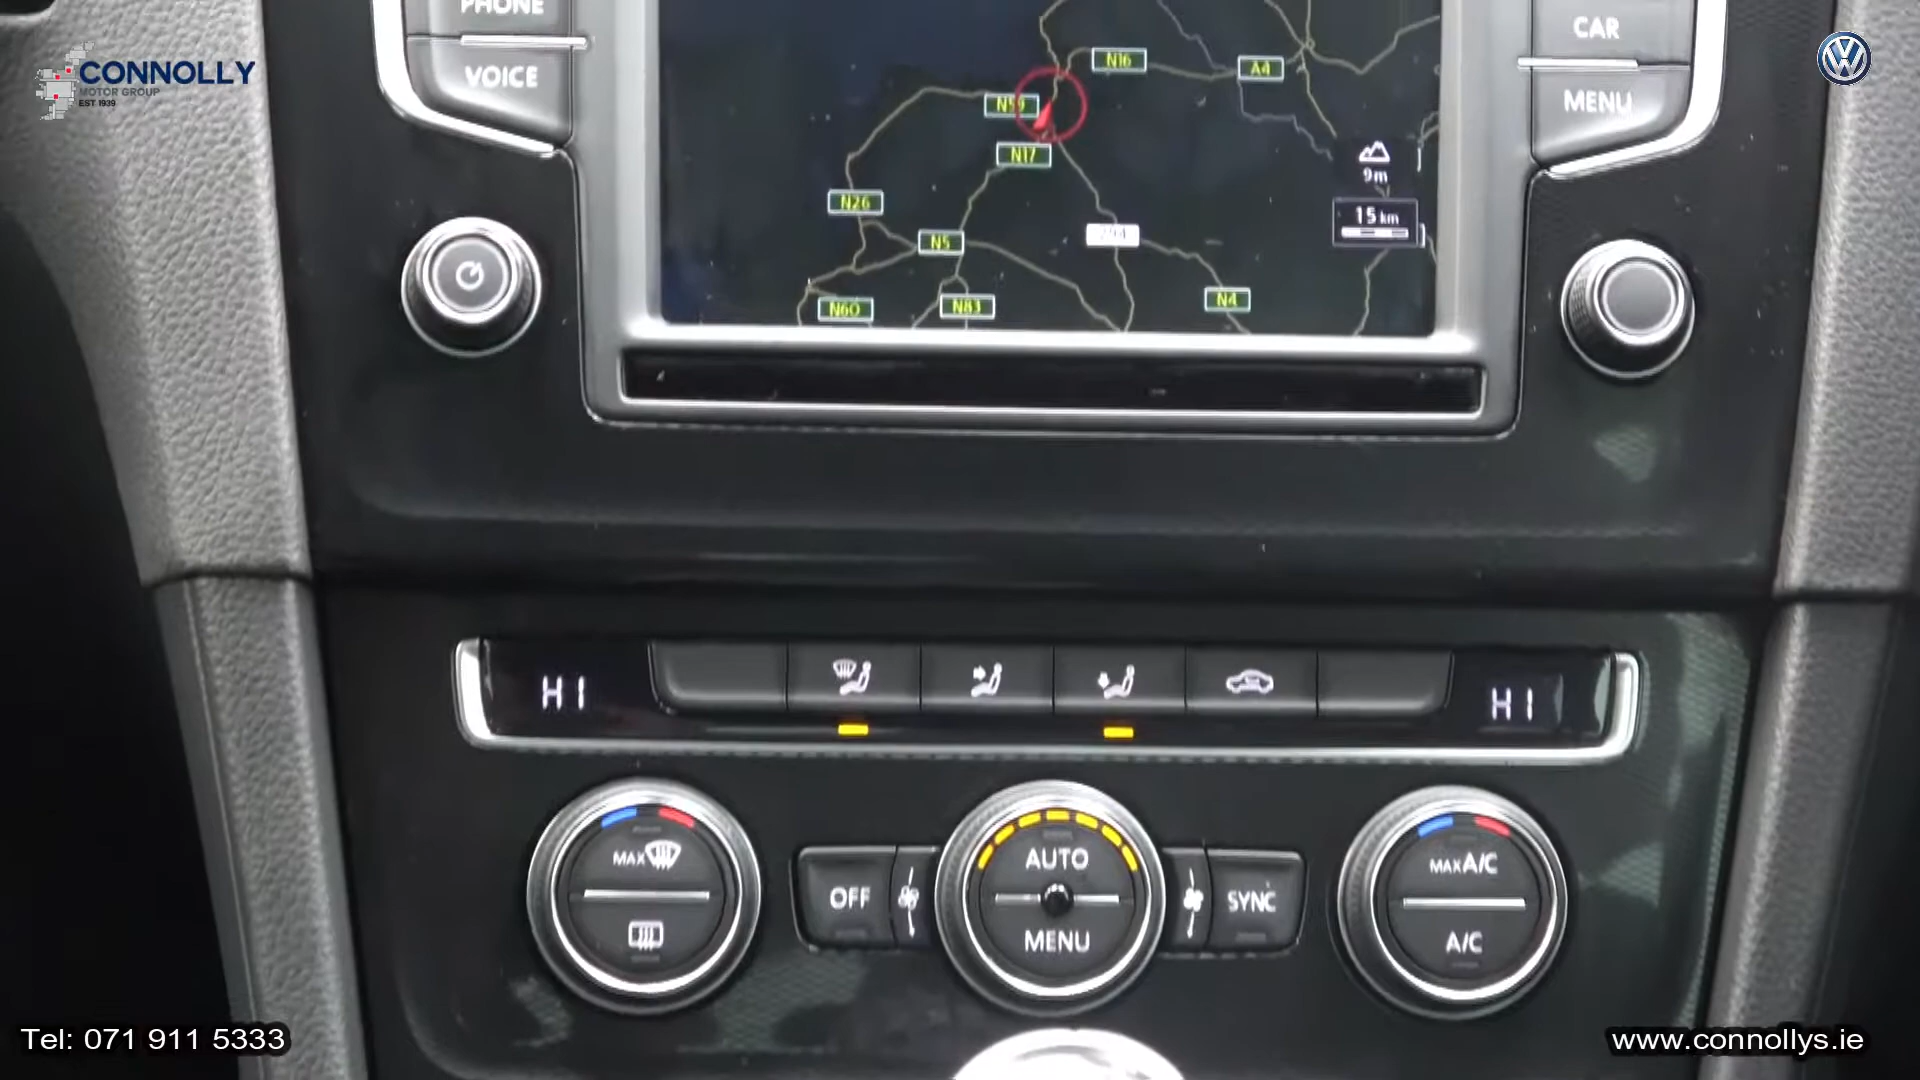 PHONE
VOICE
CONNOLLY
MOTOR GROUP
EST. 1939
CAR
MENU
N16
A4
N59
N17
9m
N26
15 km
N5
N60
N83
N4
HI
HI
MAX
AUTO
MENU
OFF
SYNC
MAX A/C
A/C
Tel: 071 911 5333
www.connollys.ie